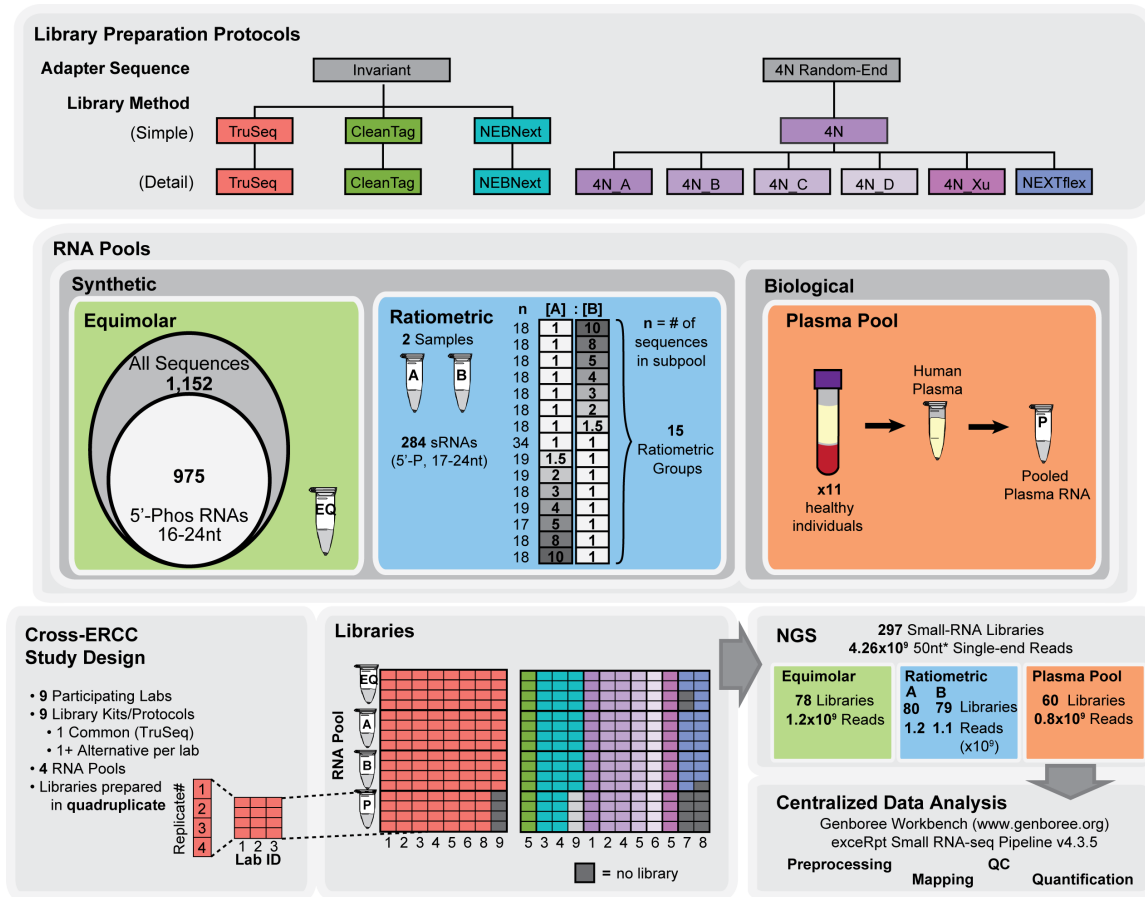 Library Preparation Protocols
Adapter Sequence
Invariant
4N Random-End
Library Method
(Simple)
TruSeq
CleanTag
NEBNext
4N
(Detail)
TruSeq
CleanTag
NEBNext
4N_A
4N_B
4N_C
4N_D
4N_Xu
NEXTflex
RNA Pools
Synthetic
Equimolar
All Sequences
1,152
975
5’-Phos RNAs
16-24nt
EQ
Ratiometric
2 Samples
A
B
284 sRNAs
(5’-P, 17-24nt)
n [A] : [B]
18 1 10
18 1 8
18 1 5
18 1 4
18 1 3
18 1 2
18 1 1.5
34 1 1
19 1.5 1
19 2 1
18 3 1
19 4 1
17 5 1
18 8 1
18 10 1
n = # of
sequences
in subpool
15
Ratiometric
Groups
Biological
Plasma Pool
x11
healthy
individuals
Human
Plasma
P
Pooled
Plasma RNA
Cross-ERCC
Study Design
• 9 Participating Labs
• 9 Library Kits/Protocols
• 1 Common (TruSeq)
• 1+ Alternative per lab
• 4 RNA Pools
• Libraries prepared
in quadruplicate
Replicate#
1
2
3
4
1 2 3
Lab ID
Libraries
RNA Pool
EQ
A
B
P
1 2 3 4 5 6 7 8 9
5 3 4 6 9 1 2 4 5 6 5 7 8
= no library
NGS
297 Small-RNA Libraries
4.26x10⁹ 50nt* Single-end Reads
Equimolar
78 Libraries
1.2x10⁹ Reads
Ratiometric
A B
80 79 Libraries
1.2 1.1 Reads
(x10⁹)
Plasma Pool
60 Libraries
0.8x10⁹ Reads
Centralized Data Analysis
Genboree Workbench (www.genboree.org)
exceRpt Small RNA-seq Pipeline v4.3.5
Preprocessing
QC
Mapping
Quantification